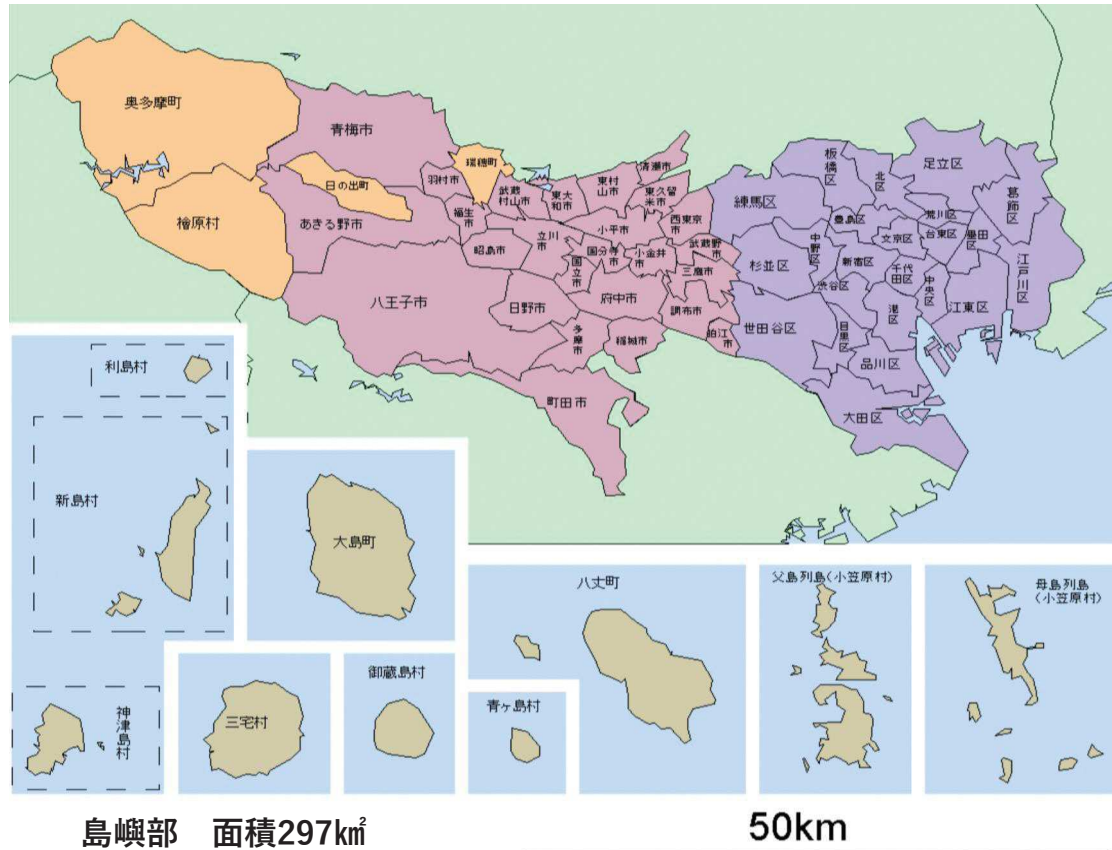 奥多摩町
青梅市
瑞穂町
日の出町
羽村市
檜原村
あきる野市
福生
市
武蔵
村山市
東大
和市
東村
山市
清瀬市
東久留
米市
西東京
市
昭島市
立川
市
小平市
国分寺
市
国立市
小金井
市
武蔵野
市
三鷹市
八王子市
日野市
府中市
調布市
多摩市
稲城市
狛江
市
町田市
板橋区
北区
足立区
葛飾区
練馬区
豊島区
荒川区
文京区
台東区
墨田
区
中野区
杉並区
新宿区
千代
田区
渋谷区
中央区
江東区
江戸川区
世田谷区
目黒区
港区
品川区
大田区
利島村
新島村
神津島村
大島町
三宅村
御蔵島村
八丈町
青ヶ島村
父島列島(小笠原村)
母島列島
(小笠原村)
島嶼部 面積297㎢
50km